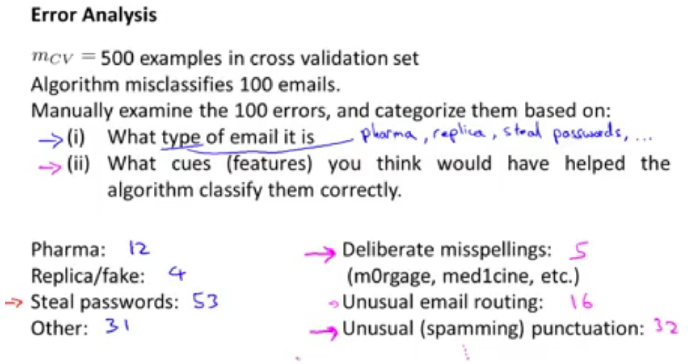 Error Analysis
m_CV = 500 examples in cross validation set
Algorithm misclassifies 100 emails.
Manually examine the 100 errors, and categorize them based on:
→ (i) What type of email it is pharma, replica, steal passwords, ...
→ (ii) What cues (features) you think would have helped the
algorithm classify them correctly.
Pharma: 12
Replica/fake: 4
→ Steal passwords: 53
Other: 31
→ Deliberate misspellings: 5
(m0rgage, med1cine, etc.)
→ Unusual email routing: 16
→ Unusual (spamming) punctuation: 32